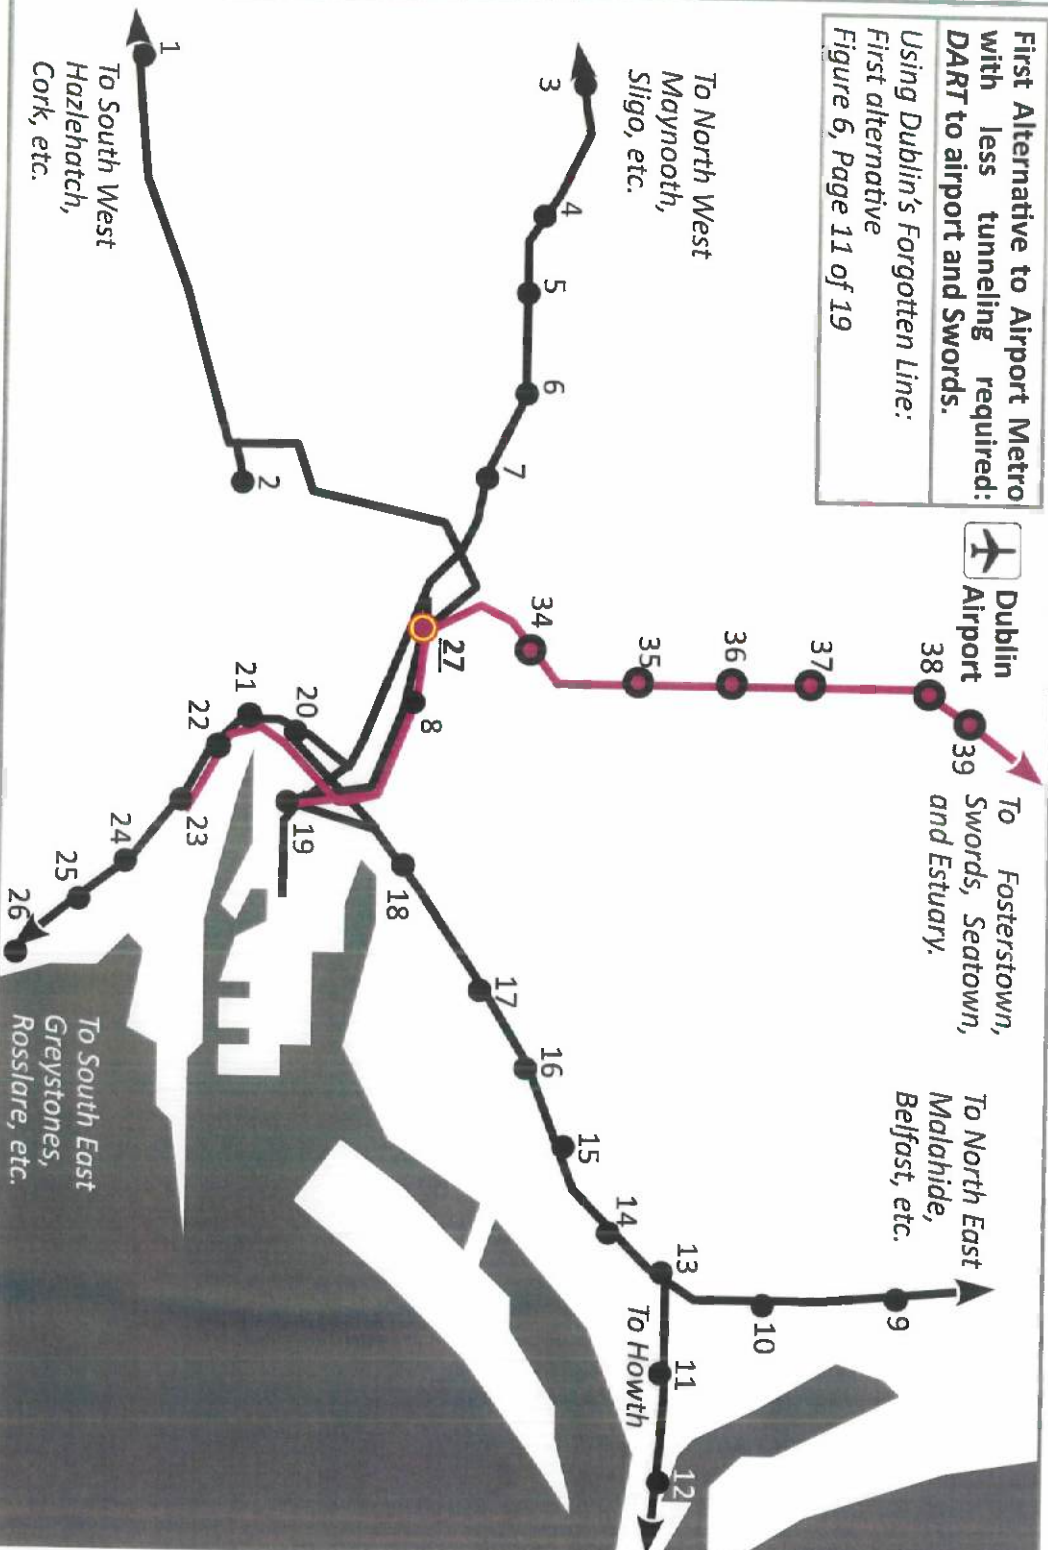 First Alternative to Airport Metro
with less tunneling required:
DART to airport and Swords.
Using Dublin's Forgotten Line:
First alternative
Figure 6, Page 11 of 19
Dublin
Airport
To Fosterstown,
Swords, Seatown,
and Estuary.
To North East
Malahide,
Belfast, etc.
To North West
Maynooth,
Sligo, etc.
To South West
Hazlehatch,
Cork, etc.
To Howth
To South East
Greystones,
Rosslare, etc.
1
2
3
4
5
6
7
8
9
10
11
12
13
14
15
16
17
18
19
20
21
22
23
24
25
26
27
34
35
36
37
38
39